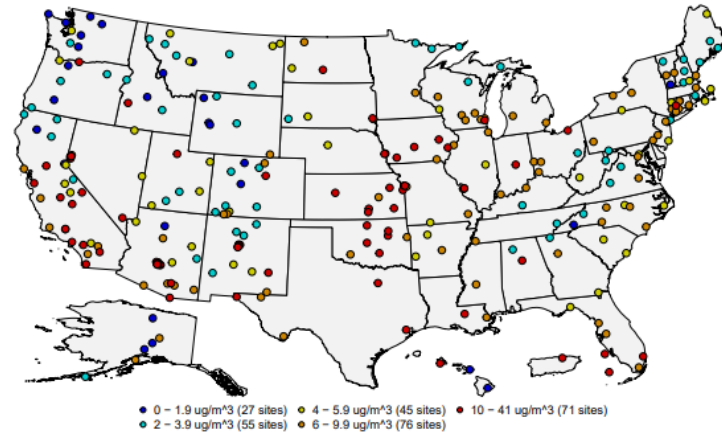 0 − 1.9 ug/m^3 (27 sites) 4 − 5.9 ug/m^3 (45 sites) 10 − 41 ug/m^3 (71 sites)
2 − 3.9 ug/m^3 (55 sites) 6 − 9.9 ug/m^3 (76 sites)